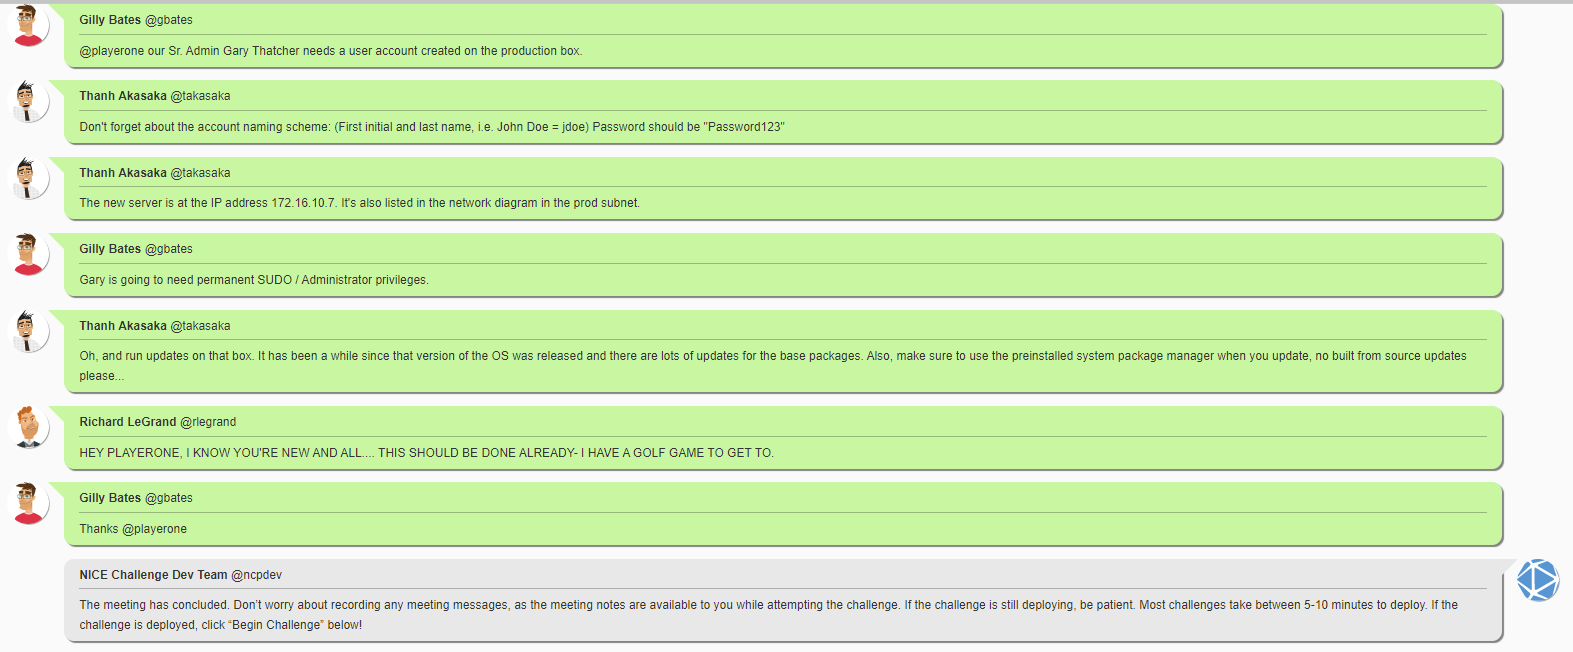 Gilly Bates @gbates
@playerone our Sr. Admin Gary Thatcher needs a user account created on the production box.
Thanh Akasaka @takasaka
Don't forget about the account naming scheme: (First initial and last name, i.e. John Doe = jdoe) Password should be "Password123"
Thanh Akasaka @takasaka
The new server is at the IP address 172.16.10.7. It's also listed in the network diagram in the prod subnet.
Gilly Bates @gbates
Gary is going to need permanent SUDO / Administrator privileges.
Thanh Akasaka @takasaka
Oh, and run updates on that box. It has been a while since that version of the OS was released and there are lots of updates for the base packages. Also, make sure to use the preinstalled system package manager when you update, no built from source updates
please...
Richard LeGrand @rlegrand
HEY PLAYERONE, I KNOW YOU'RE NEW AND ALL.... THIS SHOULD BE DONE ALREADY- I HAVE A GOLF GAME TO GET TO.
Gilly Bates @gbates
Thanks @playerone
NICE Challenge Dev Team @ncpdev
The meeting has concluded. Don’t worry about recording any meeting messages, as the meeting notes are available to you while attempting the challenge. If the challenge is still deploying, be patient. Most challenges take between 5-10 minutes to deploy. If the
challenge is deployed, click “Begin Challenge” below!